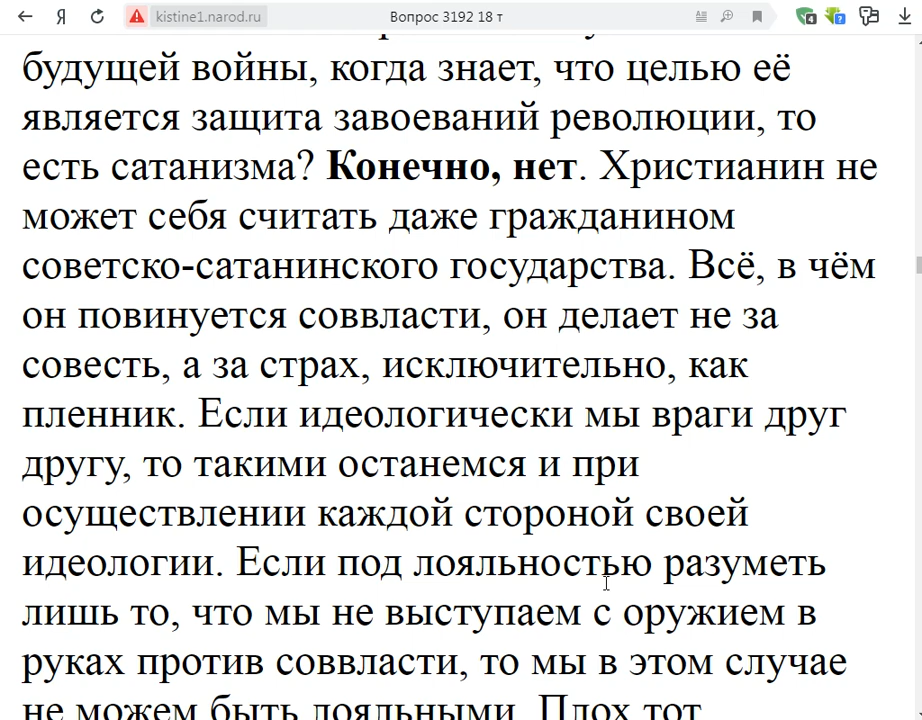 kistine1.narod.ru
Вопрос 3192 18 т
будущей войны, когда знает, что целью её
является защита завоеваний революции, то
есть сатанизма? Конечно, нет. Христианин не
может себя считать даже гражданином
советско-сатанинского государства. Всё, в чём
он повинуется соввласти, он делает не за
совесть, а за страх, исключительно, как
пленник. Если идеологически мы враги друг
другу, то такими останемся и при
осуществлении каждой стороной своей
идеологии. Если под лояльностью разуметь
лишь то, что мы не выступаем с оружием в
руках против соввласти, то мы в этом случае
не можем быть лояльными. Плох тот